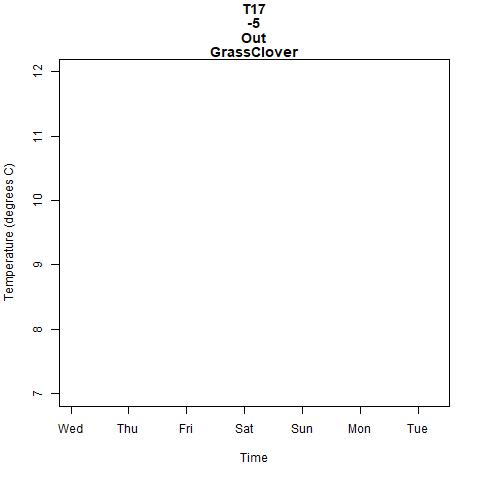 T17
-5
Out
GrassClover
12
11
10
9
8
7
Temperature (degrees C)
Wed Thu Fri Sat Sun Mon Tue
Time